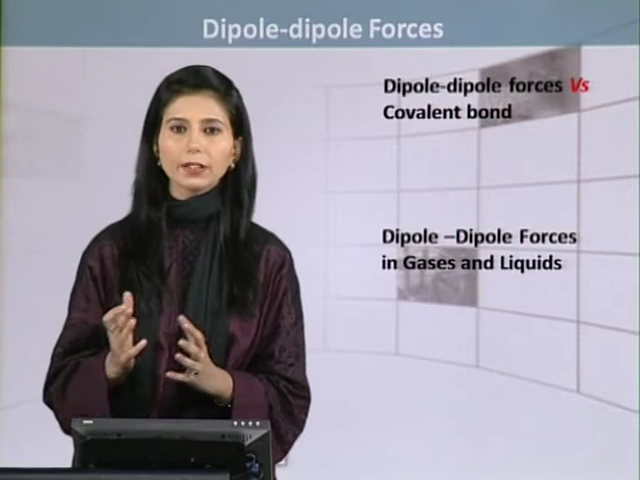 Dipole-dipole Forces
Dipole-dipole forces Vs
Covalent bond
Dipole –Dipole Forces
in Gases and Liquids